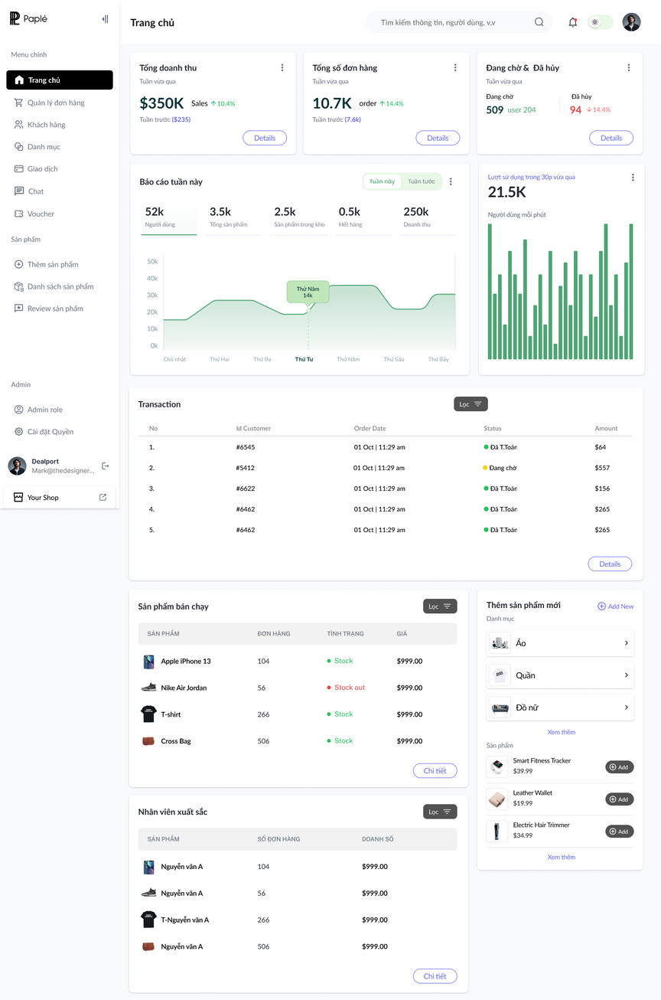 Paplé
Menu chính
Trang chủ
Quản lý đơn hàng
Khách hàng
Danh mục
Giao dịch
Chat
Voucher
Sản phẩm
Thêm sản phẩm
Danh sách sản phẩm
Review sản phẩm
Admin
Admin role
Cài đặt Quyền
Dealport
Mark@thedesigner...
Your Shop
Trang chủ
Tìm kiếm thông tin, người dùng, v,v
Tổng doanh thu
Tuần vừa qua
$350K Sales ↑ 10.4%
Tuần trước ($235)
Details
Tổng số đơn hàng
Tuần vừa qua
10.7K order ↑ 14.4%
Tuần trước (7.6k)
Details
Đang chờ & Đã hủy
Tuần vừa qua
Đang chờ Đã hủy
509 user 204 94 ↓ 14.4%
Details
Báo cáo tuần này
Tuần này Tuần tước
52k 3.5k 2.5k 0.5k 250k
Người dùng Tổng sản phẩm Sản phẩm trong kho Hết hàng Doanh thu
50k
40k
30k
20k
10k
0k
Thứ Năm
14k
Chủ nhật Thứ Hai Thứ Ba Thứ Tư Thứ Năm Thứ Sáu Thứ Bảy
Lượt sử dụng trong 30p vừa qua
21.5K
Người dùng mỗi phút
Transaction
Lọc
No Id Customer Order Date Status Amount
1. #6545 01 Oct | 11:29 am Đã T.Toán $64
2. #5412 01 Oct | 11:29 am Đang chờ $557
3. #6622 01 Oct | 11:29 am Đã T.Toán $156
4. #6462 01 Oct | 11:29 am Đã T.Toán $265
5. #6462 01 Oct | 11:29 am Đã T.Toán $265
Details
Sản phẩm bán chạy
Lọc
SẢN PHẨM ĐƠN HÀNG TÌNH TRẠNG GIÁ
Apple iPhone 13 104 Stock $999.00
Nike Air Jordan 56 Stock out $999.00
T-shirt 266 Stock $999.00
Cross Bag 506 Stock $999.00
Chi tiết
Thêm sản phẩm mới
Add New
Danh mục
Áo
Quần
Đồ nữ
Xem thêm
Sản phẩm
Smart Fitness Tracker
$39.99
Add
Leather Wallet
$19.99
Add
Electric Hair Trimmer
$34.99
Add
Xem thêm
Nhân viên xuất sắc
Lọc
SẢN PHẨM SỐ ĐƠN HÀNG DOANH SỐ
Nguyễn văn A 104 $999.00
Nguyễn văn A 56 $999.00
T-Nguyễn văn A 266 $999.00
Nguyễn văn A 506 $999.00
Chi tiết